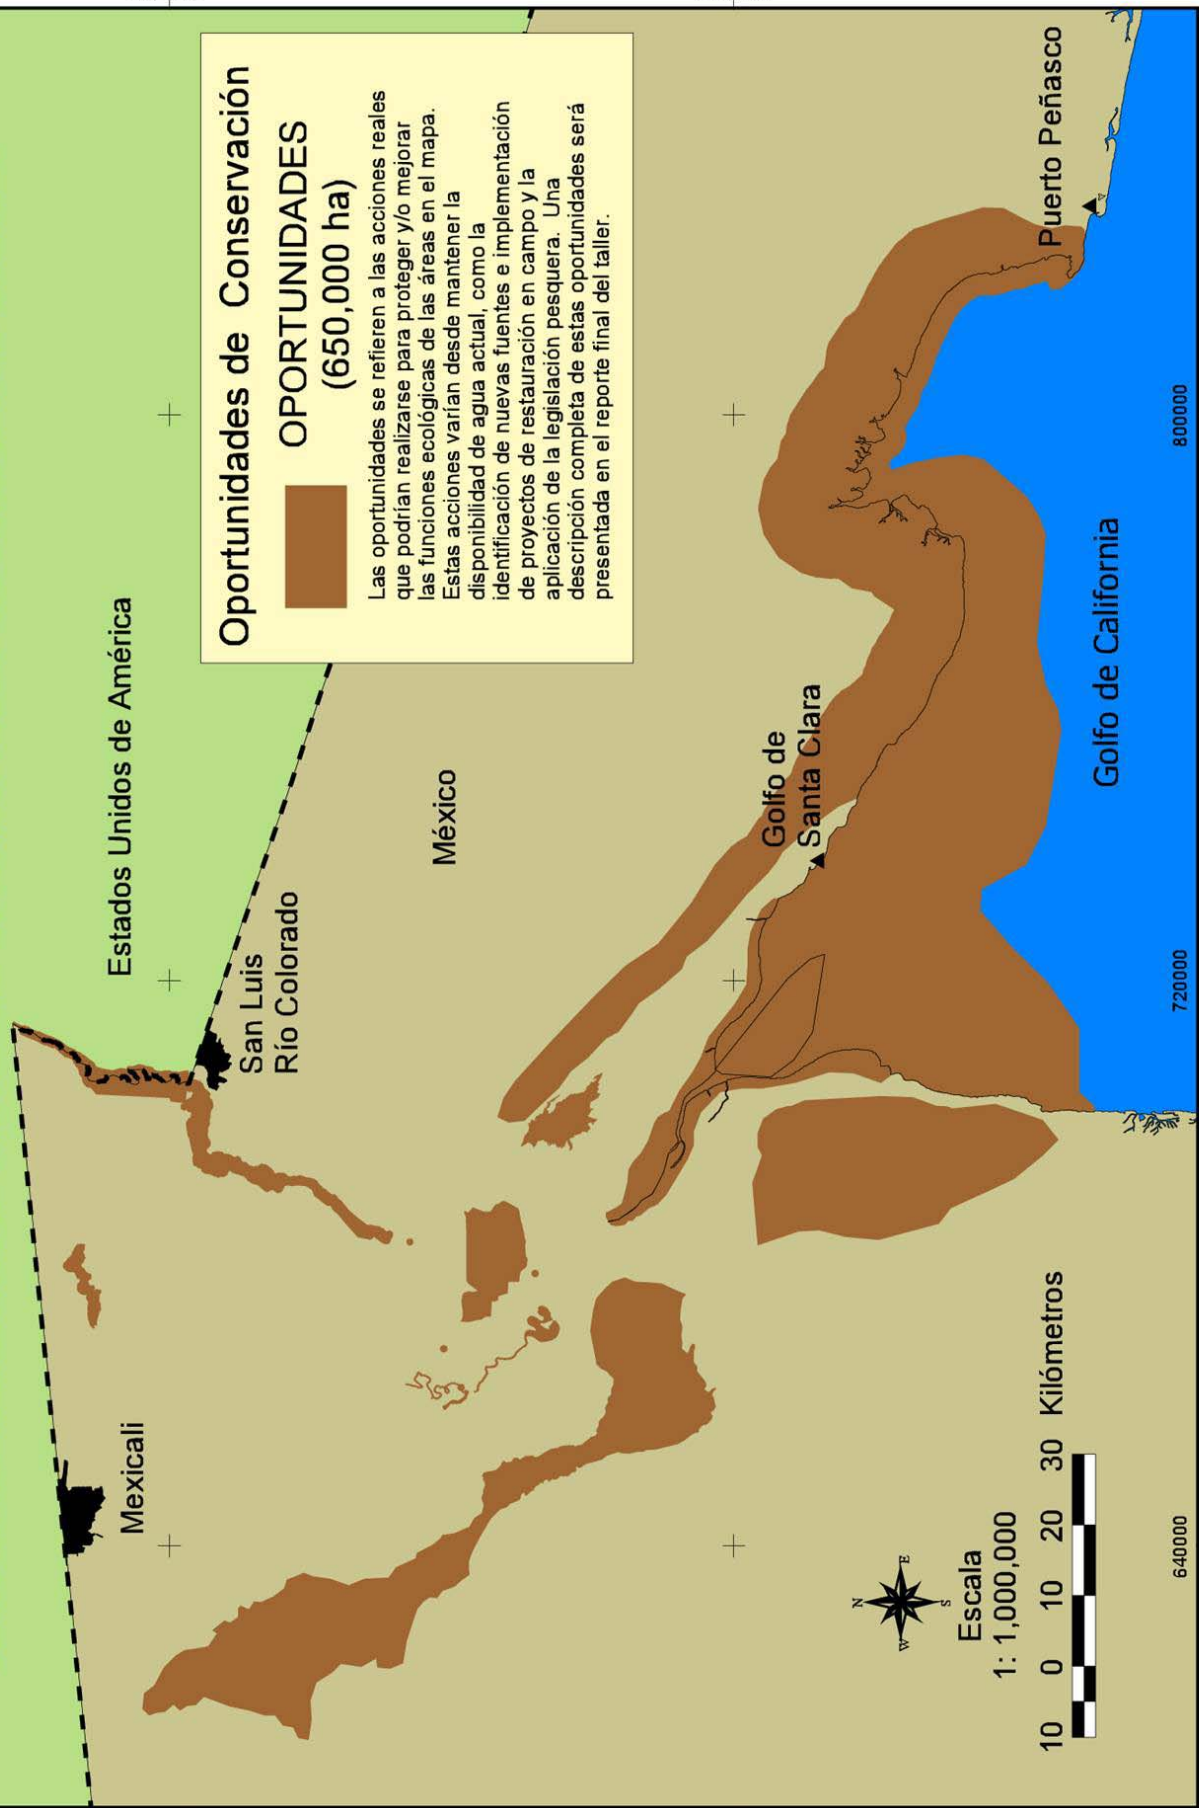 Estados Unidos de América
Oportunidades de Conservación
OPORTUNIDADES
(650,000 ha)
Las oportunidades se refieren a las acciones reales
que podrían realizarse para proteger y/o mejorar
las funciones ecológicas de las áreas en el mapa.
Estas acciones varían desde mantener la
disponibilidad de agua actual, como la
identificación de nuevas fuentes e implementación
de proyectos de restauración en campo y la
aplicación de la legislación pesquera. Una
descripción completa de estas oportunidades será
presentada en el reporte final del taller.
Mexicali
San Luis
Río Colorado
México
Golfo de
Santa Clara
Puerto Peñasco
Golfo de California
N
W
E
S
Escala
1: 1,000,000
10 0 10 20 30 Kilómetros
640000
720000
800000